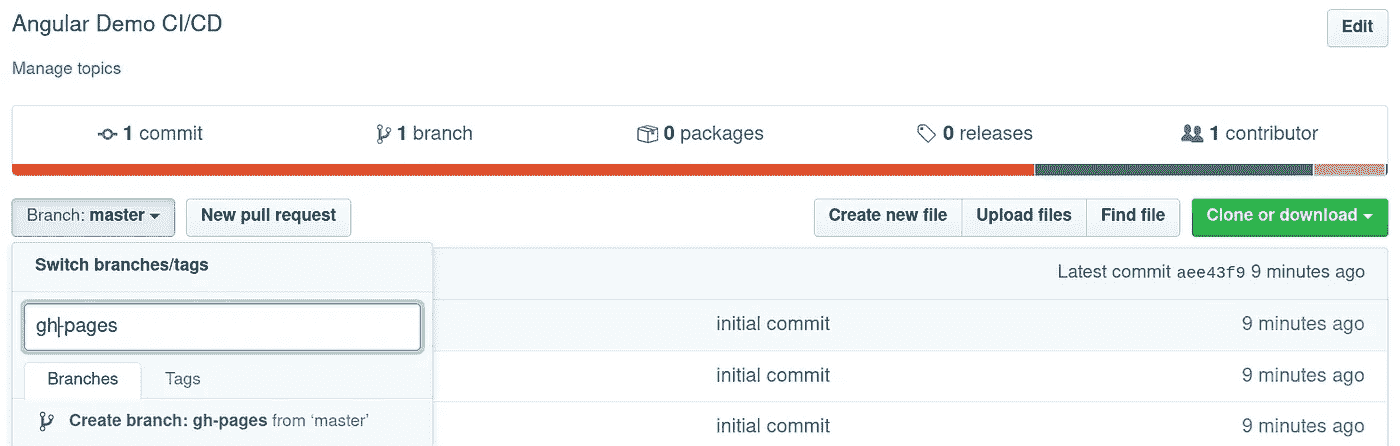 Angular Demo CI/CD
Edit
Manage topics
1 commit 1 branch 0 packages 0 releases 1 contributor
Branch: master New pull request Create new file Upload files Find file Clone or download
Switch branches/tags
Latest commit aee43f9 9 minutes ago
gh-pages
initial commit 9 minutes ago
Branches Tags
initial commit 9 minutes ago
Create branch: gh-pages from ‘master’
initial commit 9 minutes ago